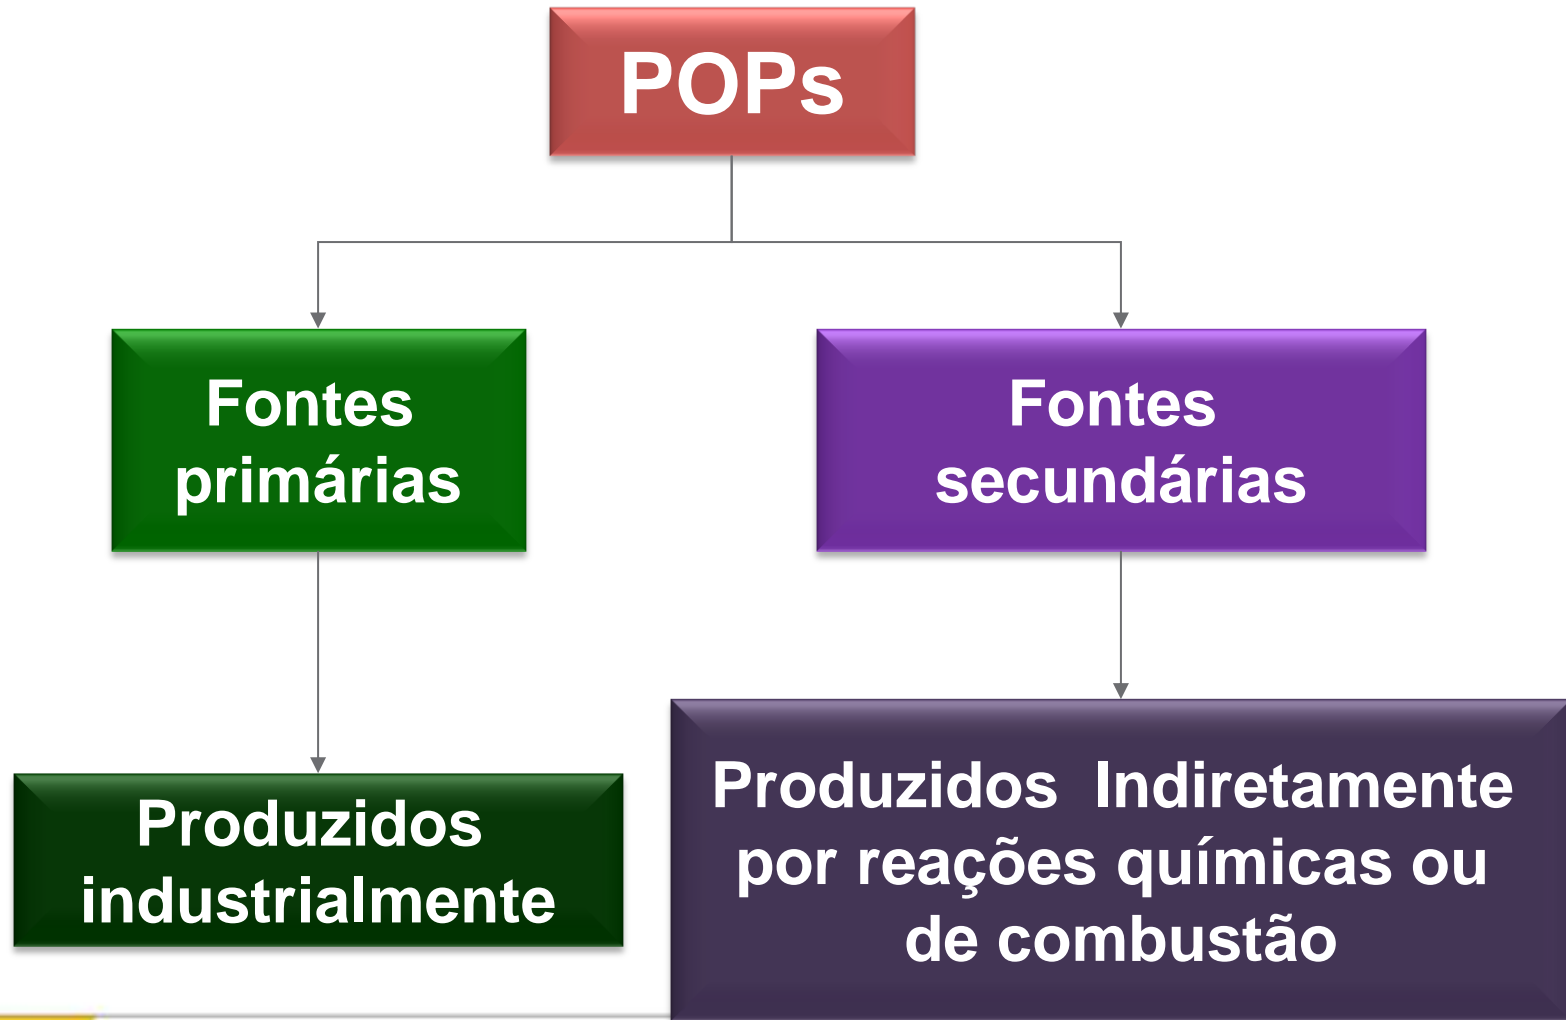 POPs
Fontes
primárias
Fontes
secundárias
Produzidos
industrialmente
Produzidos  Indiretamente
por reações químicas ou
de combustão